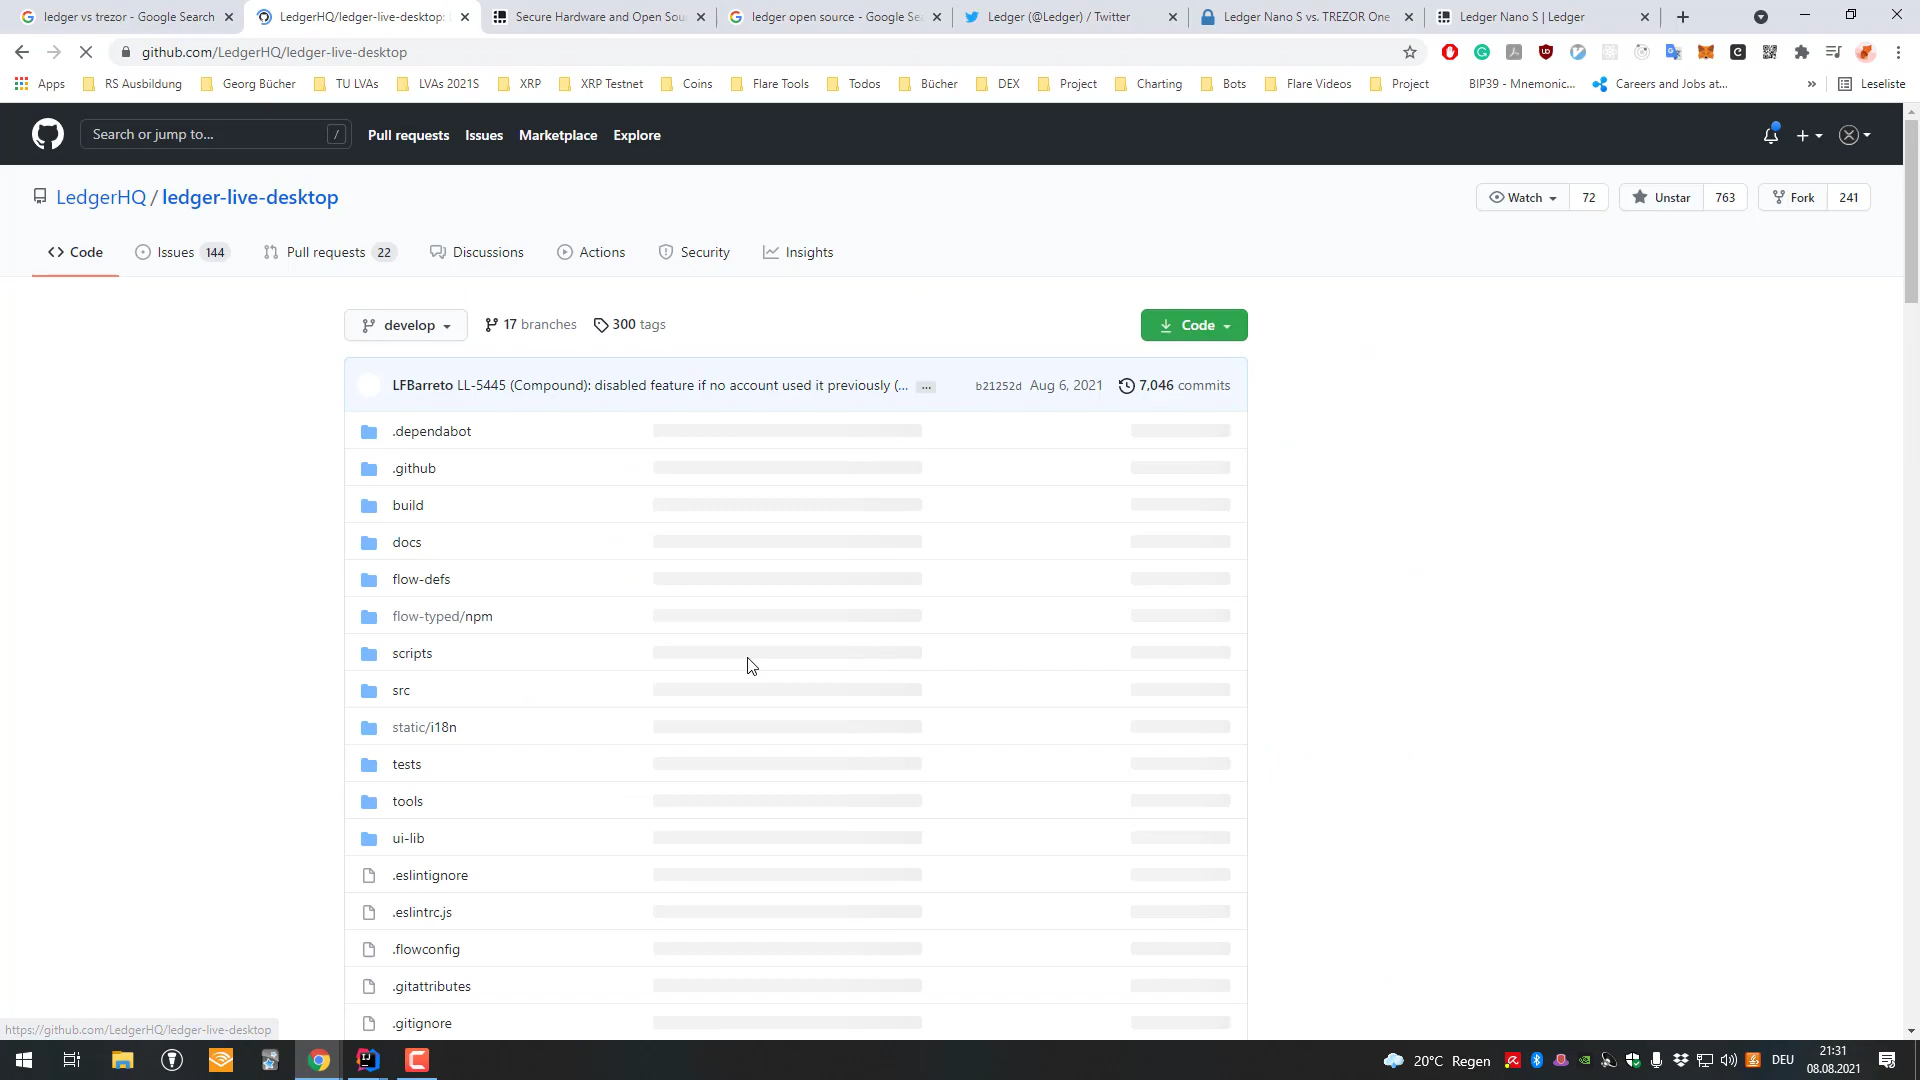 ledger vs trezor - Google Search
LedgerHQ/ledger-live-desktop:
Secure Hardware and Open Sou
ledger open source - Google Se
Ledger (@Ledger) / Twitter
Ledger Nano S vs. TREZOR One
Ledger Nano S | Ledger
github.com/LedgerHQ/ledger-live-desktop
Apps
RS Ausbildung
Georg Bücher
TU LVAs
LVAs 2021S
XRP
XRP Testnet
Coins
Flare Tools
Todos
Bücher
DEX
Project
Charting
Bots
Flare Videos
Project
BIP39 - Mnemonic...
Careers and Jobs at...
»
Leseliste
Search or jump to...
/
Pull requests
Issues
Marketplace
Explore
LedgerHQ / ledger-live-desktop
Watch 72
Unstar 763
Fork 241
Code
Issues 144
Pull requests 22
Discussions
Actions
Security
Insights
develop
17 branches
300 tags
Code
LFBarreto LL-5445 (Compound): disabled feature if no account used it previously (... ...
b21252d Aug 6, 2021
7,046 commits
.dependabot
.github
build
docs
flow-defs
flow-typed/npm
scripts
src
static/i18n
tests
tools
ui-lib
.eslintignore
.eslintrc.js
.flowconfig
.gitattributes
.gitignore
https://github.com/LedgerHQ/ledger-live-desktop
20°C Regen
DEU
21:31
08.08.2021